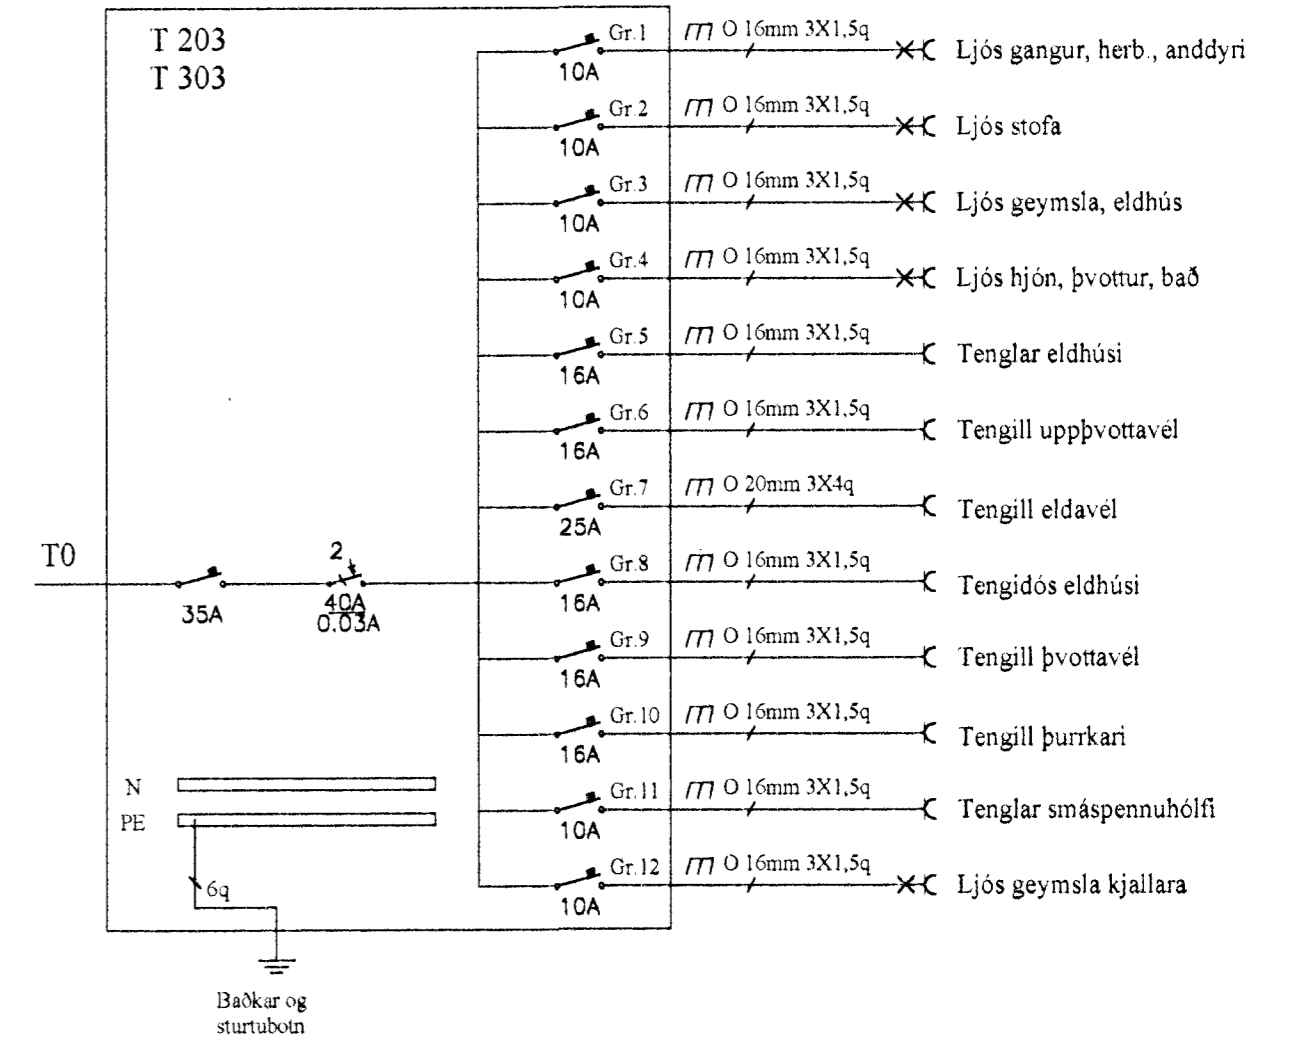 T 203
T 303
Gr.1 O 16mm 3X1,5q
10A
Ljós gangur, herb., anddyri
Gr.2 O 16mm 3X1,5q
10A
Ljós stofa
Gr.3 O 16mm 3X1,5q
10A
Ljós geymsla, eldhús
Gr.4 O 16mm 3X1,5q
10A
Ljós hjón, þvottur, bað
Gr.5 O 16mm 3X1,5q
16A
Tenglar eldhúsi
Gr.6 O 16mm 3X1,5q
16A
Tengill uppþvottavél
Gr.7 O 20mm 3X4q
25A
Tengill eldavél
T0
35A
2
40A
0.03A
Gr.8 O 16mm 3X1,5q
16A
Tengidós eldhúsi
Gr.9 O 16mm 3X1,5q
16A
Tengill þvottavél
Gr.10 O 16mm 3X1,5q
16A
Tengill þurrkari
Gr.11 O 16mm 3X1,5q
10A
Tenglar smáspennuhólfi
Gr.12 O 16mm 3X1,5q
10A
Ljós geymsla kjallara
N
PE
6q
Baðkar og
sturtubotn